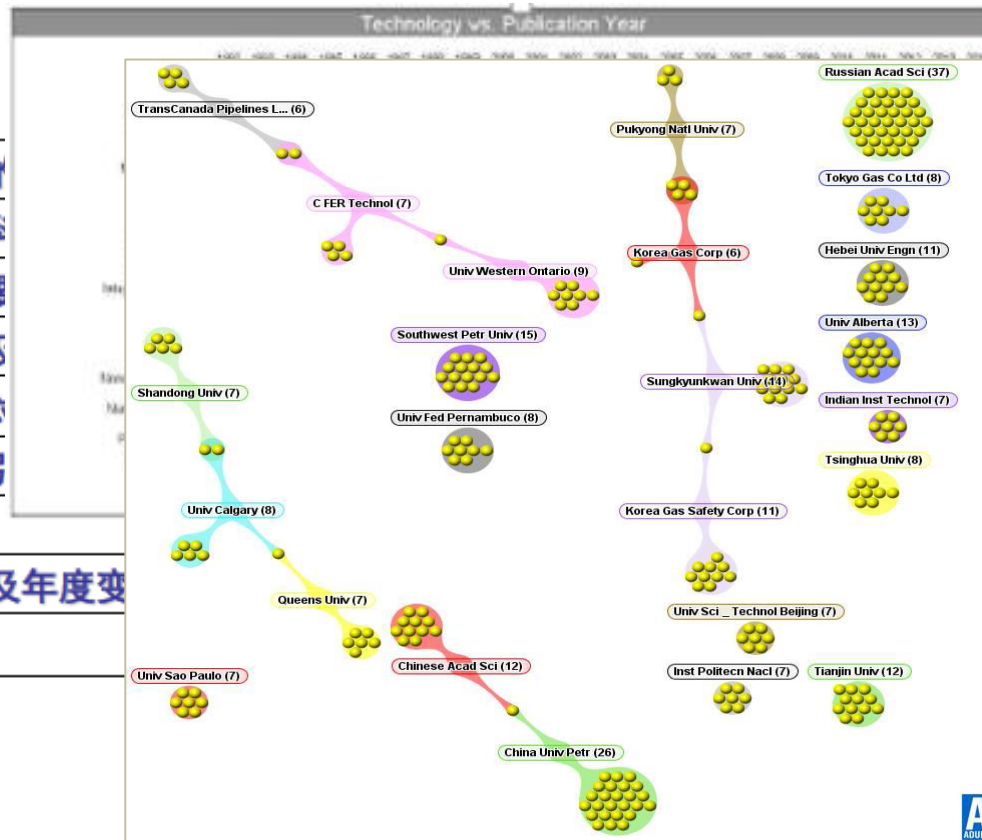 Technology vs. Publication Year
TransCanada Pipelines L... (6)
C FER Technol (7)
Univ Western Ontario (9)
Pukyong Natl Univ (7)
Korea Gas Corp (6)
Russian Acad Sci (37)
Tokyo Gas Co Ltd (8)
Hebei Univ Engn (11)
Univ Alberta (13)
Southwest Petr Univ (15)
Shandong Univ (7)
Sungkyunkwan Univ (14)
Indian Inst Technol (7)
Univ Fed Pernambuco (8)
Tsinghua Univ (8)
Univ Calgary (8)
Korea Gas Safety Corp (11)
及年度变
Queens Univ (7)
Univ Sci _ Technol Beijing (7)
Univ Sao Paulo (7)
Chinese Acad Sci (12)
Inst Politecn Nacl (7)
Tianjin Univ (12)
China Univ Petr (26)